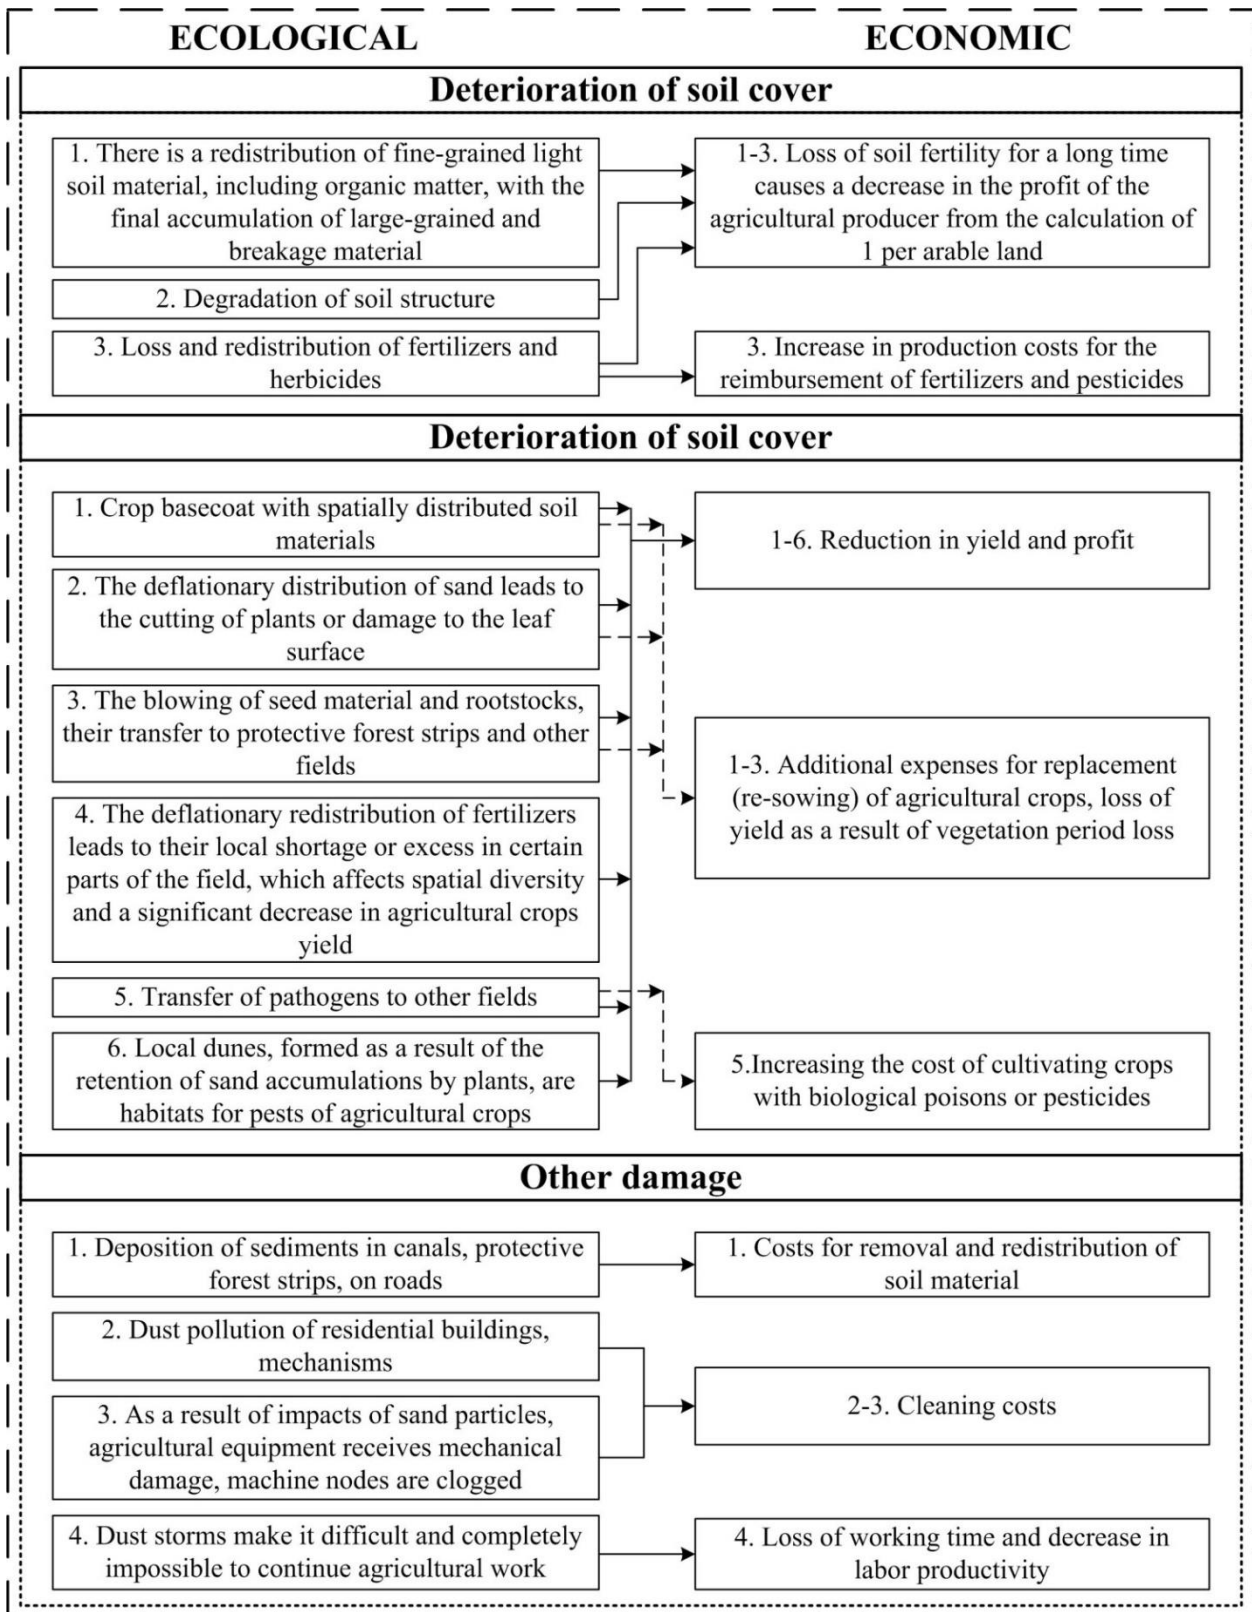 ECOLOGICAL
ECONOMIC
Deterioration of soil cover
1. There is a redistribution of fine-grained light
soil material, including organic matter, with the
final accumulation of large-grained and
breakage material
1-3. Loss of soil fertility for a long time
causes a decrease in the profit of the
agricultural producer from the calculation of
1 per arable land
2. Degradation of soil structure
3. Loss and redistribution of fertilizers and
herbicides
3. Increase in production costs for the
reimbursement of fertilizers and pesticides
Deterioration of soil cover
1. Crop basecoat with spatially distributed soil
materials
1-6. Reduction in yield and profit
2. The deflationary distribution of sand leads to
the cutting of plants or damage to the leaf
surface
3. The blowing of seed material and rootstocks,
their transfer to protective forest strips and other
fields
1-3. Additional expenses for replacement
(re-sowing) of agricultural crops, loss of
yield as a result of vegetation period loss
4. The deflationary redistribution of fertilizers
leads to their local shortage or excess in certain
parts of the field, which affects spatial diversity
and a significant decrease in agricultural crops
yield
5. Transfer of pathogens to other fields
6. Local dunes, formed as a result of the
retention of sand accumulations by plants, are
habitats for pests of agricultural crops
5.Increasing the cost of cultivating crops
with biological poisons or pesticides
Other damage
1. Deposition of sediments in canals, protective
forest strips, on roads
1. Costs for removal and redistribution of
soil material
2. Dust pollution of residential buildings,
mechanisms
3. As a result of impacts of sand particles,
agricultural equipment receives mechanical
damage, machine nodes are clogged
2-3. Cleaning costs
4. Dust storms make it difficult and completely
impossible to continue agricultural work
4. Loss of working time and decrease in
labor productivity